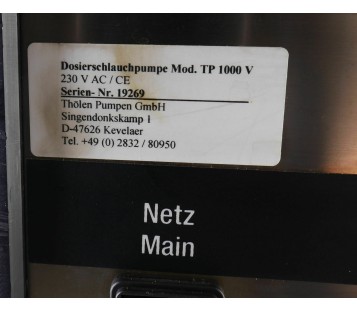 Dosierschlauchpumpe Mod. TP 1000 V
230 V AC / CE
Serien- Nr. 19269
Thölen Pumpen GmbH
Singendonkskamp 1
D-47626 Kevelaer
Tel. +49 (0) 2832 / 80950
Netz
Main